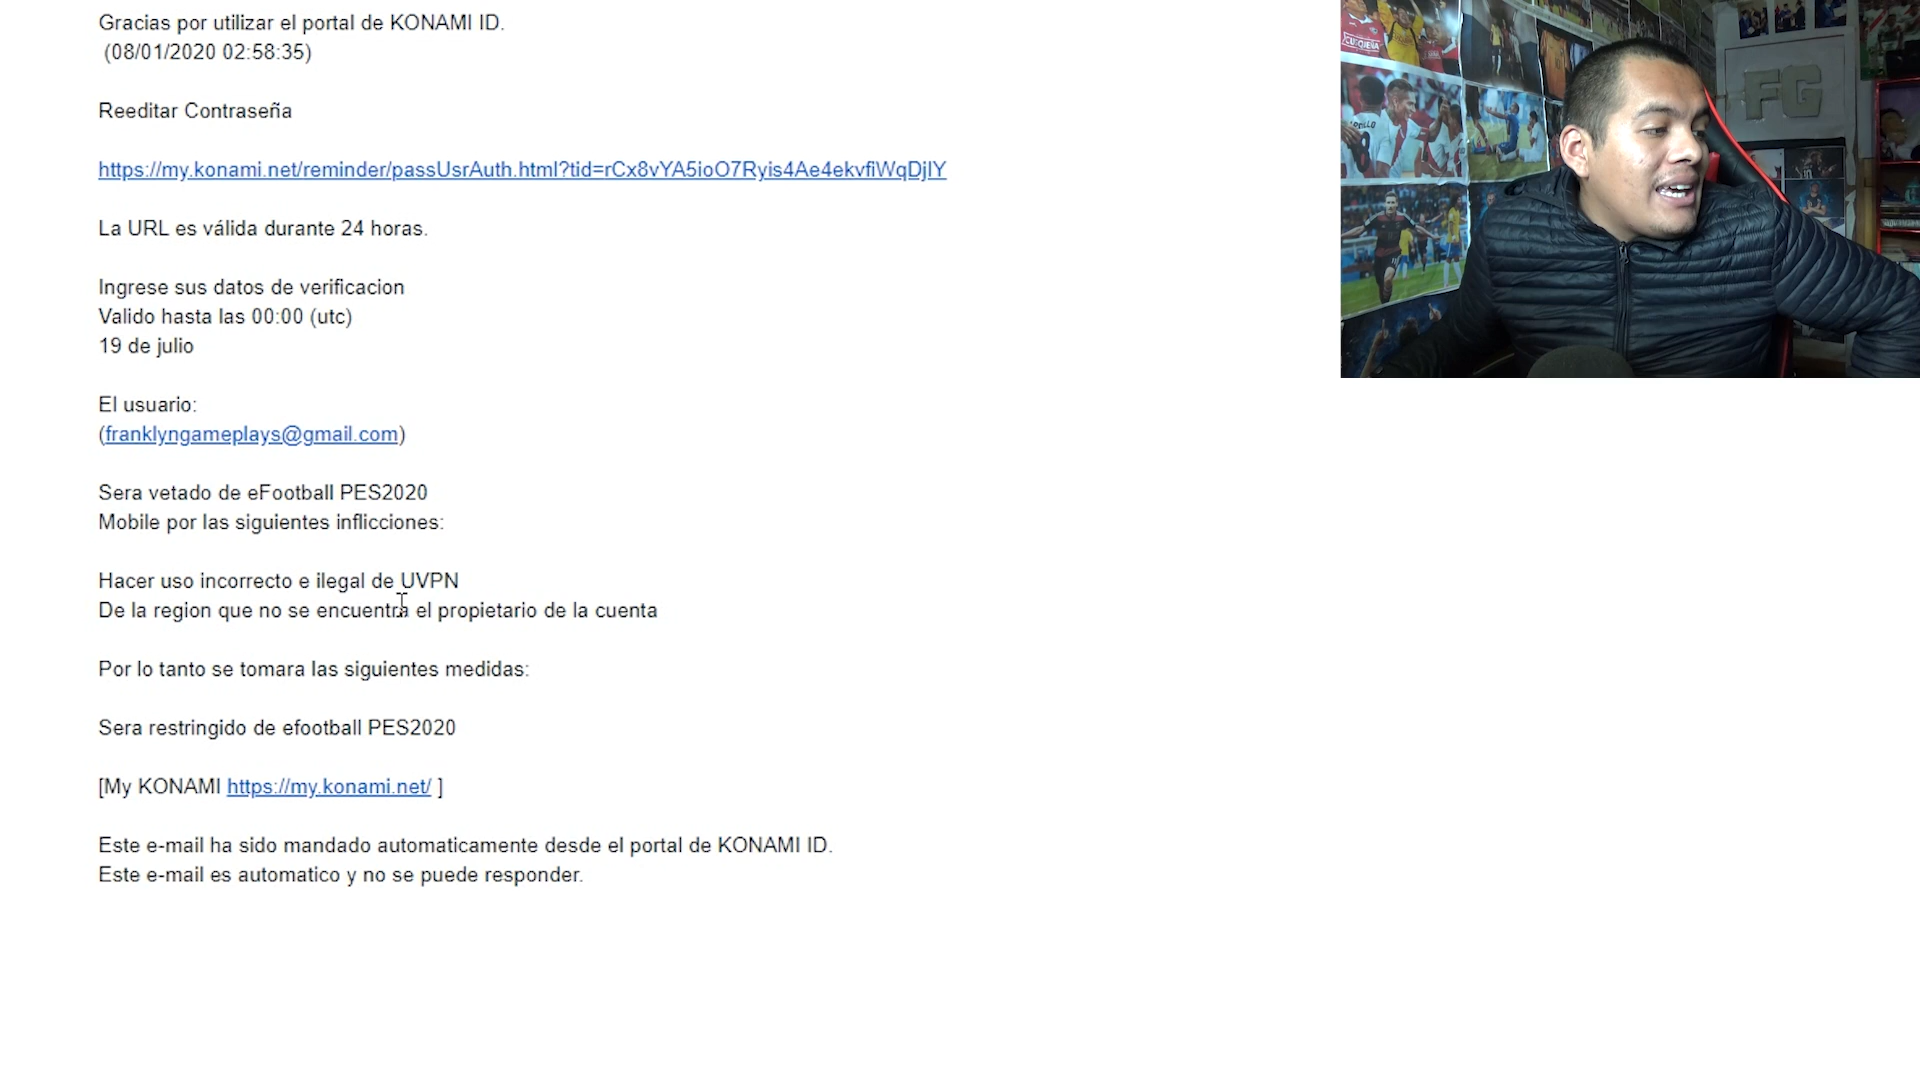 Gracias por utilizar el portal de KONAMI ID.
(08/01/2020 02:58:35)
Reeditar Contraseña
https://my.konami.net/reminder/passUsrAuth.html?tid=rCx8vYA5ioO7Ryis4Ae4ekvfiWqDjlY
La URL es válida durante 24 horas.
Ingrese sus datos de verificacion
Valido hasta las 00:00 (utc)
19 de julio
El usuario:
(franklyngameplays@gmail.com)
Sera vetado de eFootball PES2020
Mobile por las siguientes inflicciones:
Hacer uso incorrecto e ilegal de UVPN
De la region que no se encuentra el propietario de la cuenta
Por lo tanto se tomara las siguientes medidas:
Sera restringido de efootball PES2020
[My KONAMI https://my.konami.net/ ]
Este e-mail ha sido mandado automaticamente desde el portal de KONAMI ID.
Este e-mail es automatico y no se puede responder.
CUSQUEÑA
FG